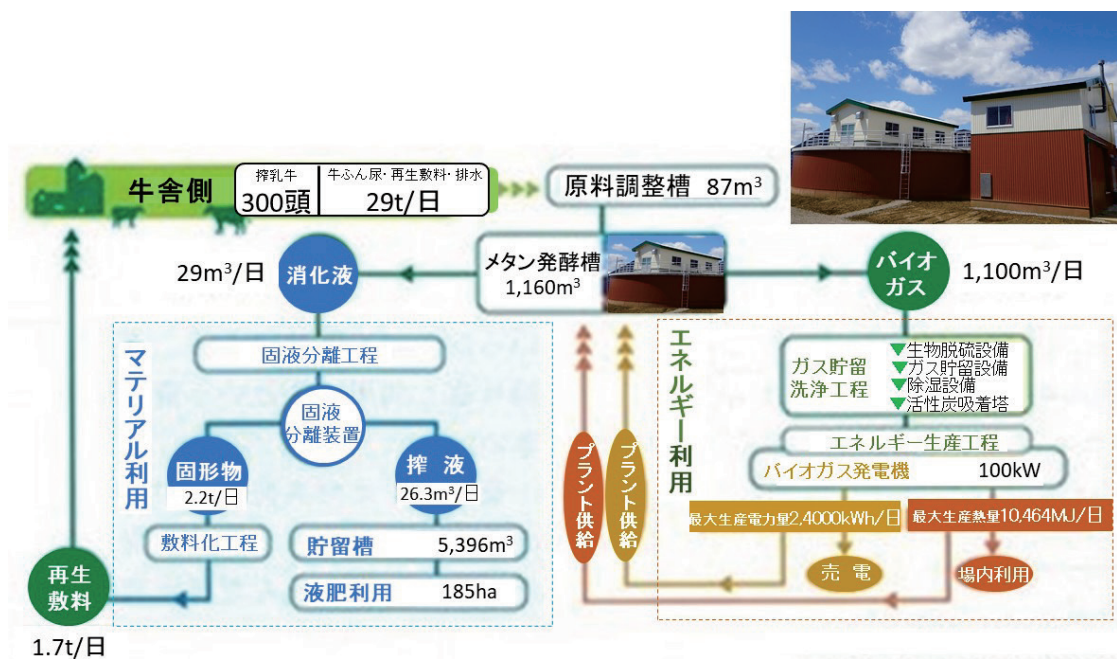 牛舎側
搾乳牛
300頭
牛ふん尿・再生敷料・排水
29t/日
原料調整槽 87m³
メタン発酵槽
1,160m³
29m³/日
消化液
バイオ
ガス
1,100m³/日
マテリアル利用
固液分離工程
固液
分離装置
固形物
2.2t/日
搾 液
26.3m³/日
敷料化工程
貯留槽 5,396m³
液肥利用 185ha
再生
敷料
1.7t/日
プラント供給
プラント供給
エネルギー利用
ガス貯留
洗浄工程
▼生物脱硫設備
▼ガス貯留設備
▼除湿設備
▼活性炭吸着塔
エネルギー生産工程
バイオガス発電機 100kW
最大生産電力量2,4000kWh/日
最大生産熱量10,464MJ/日
売 電
場内利用